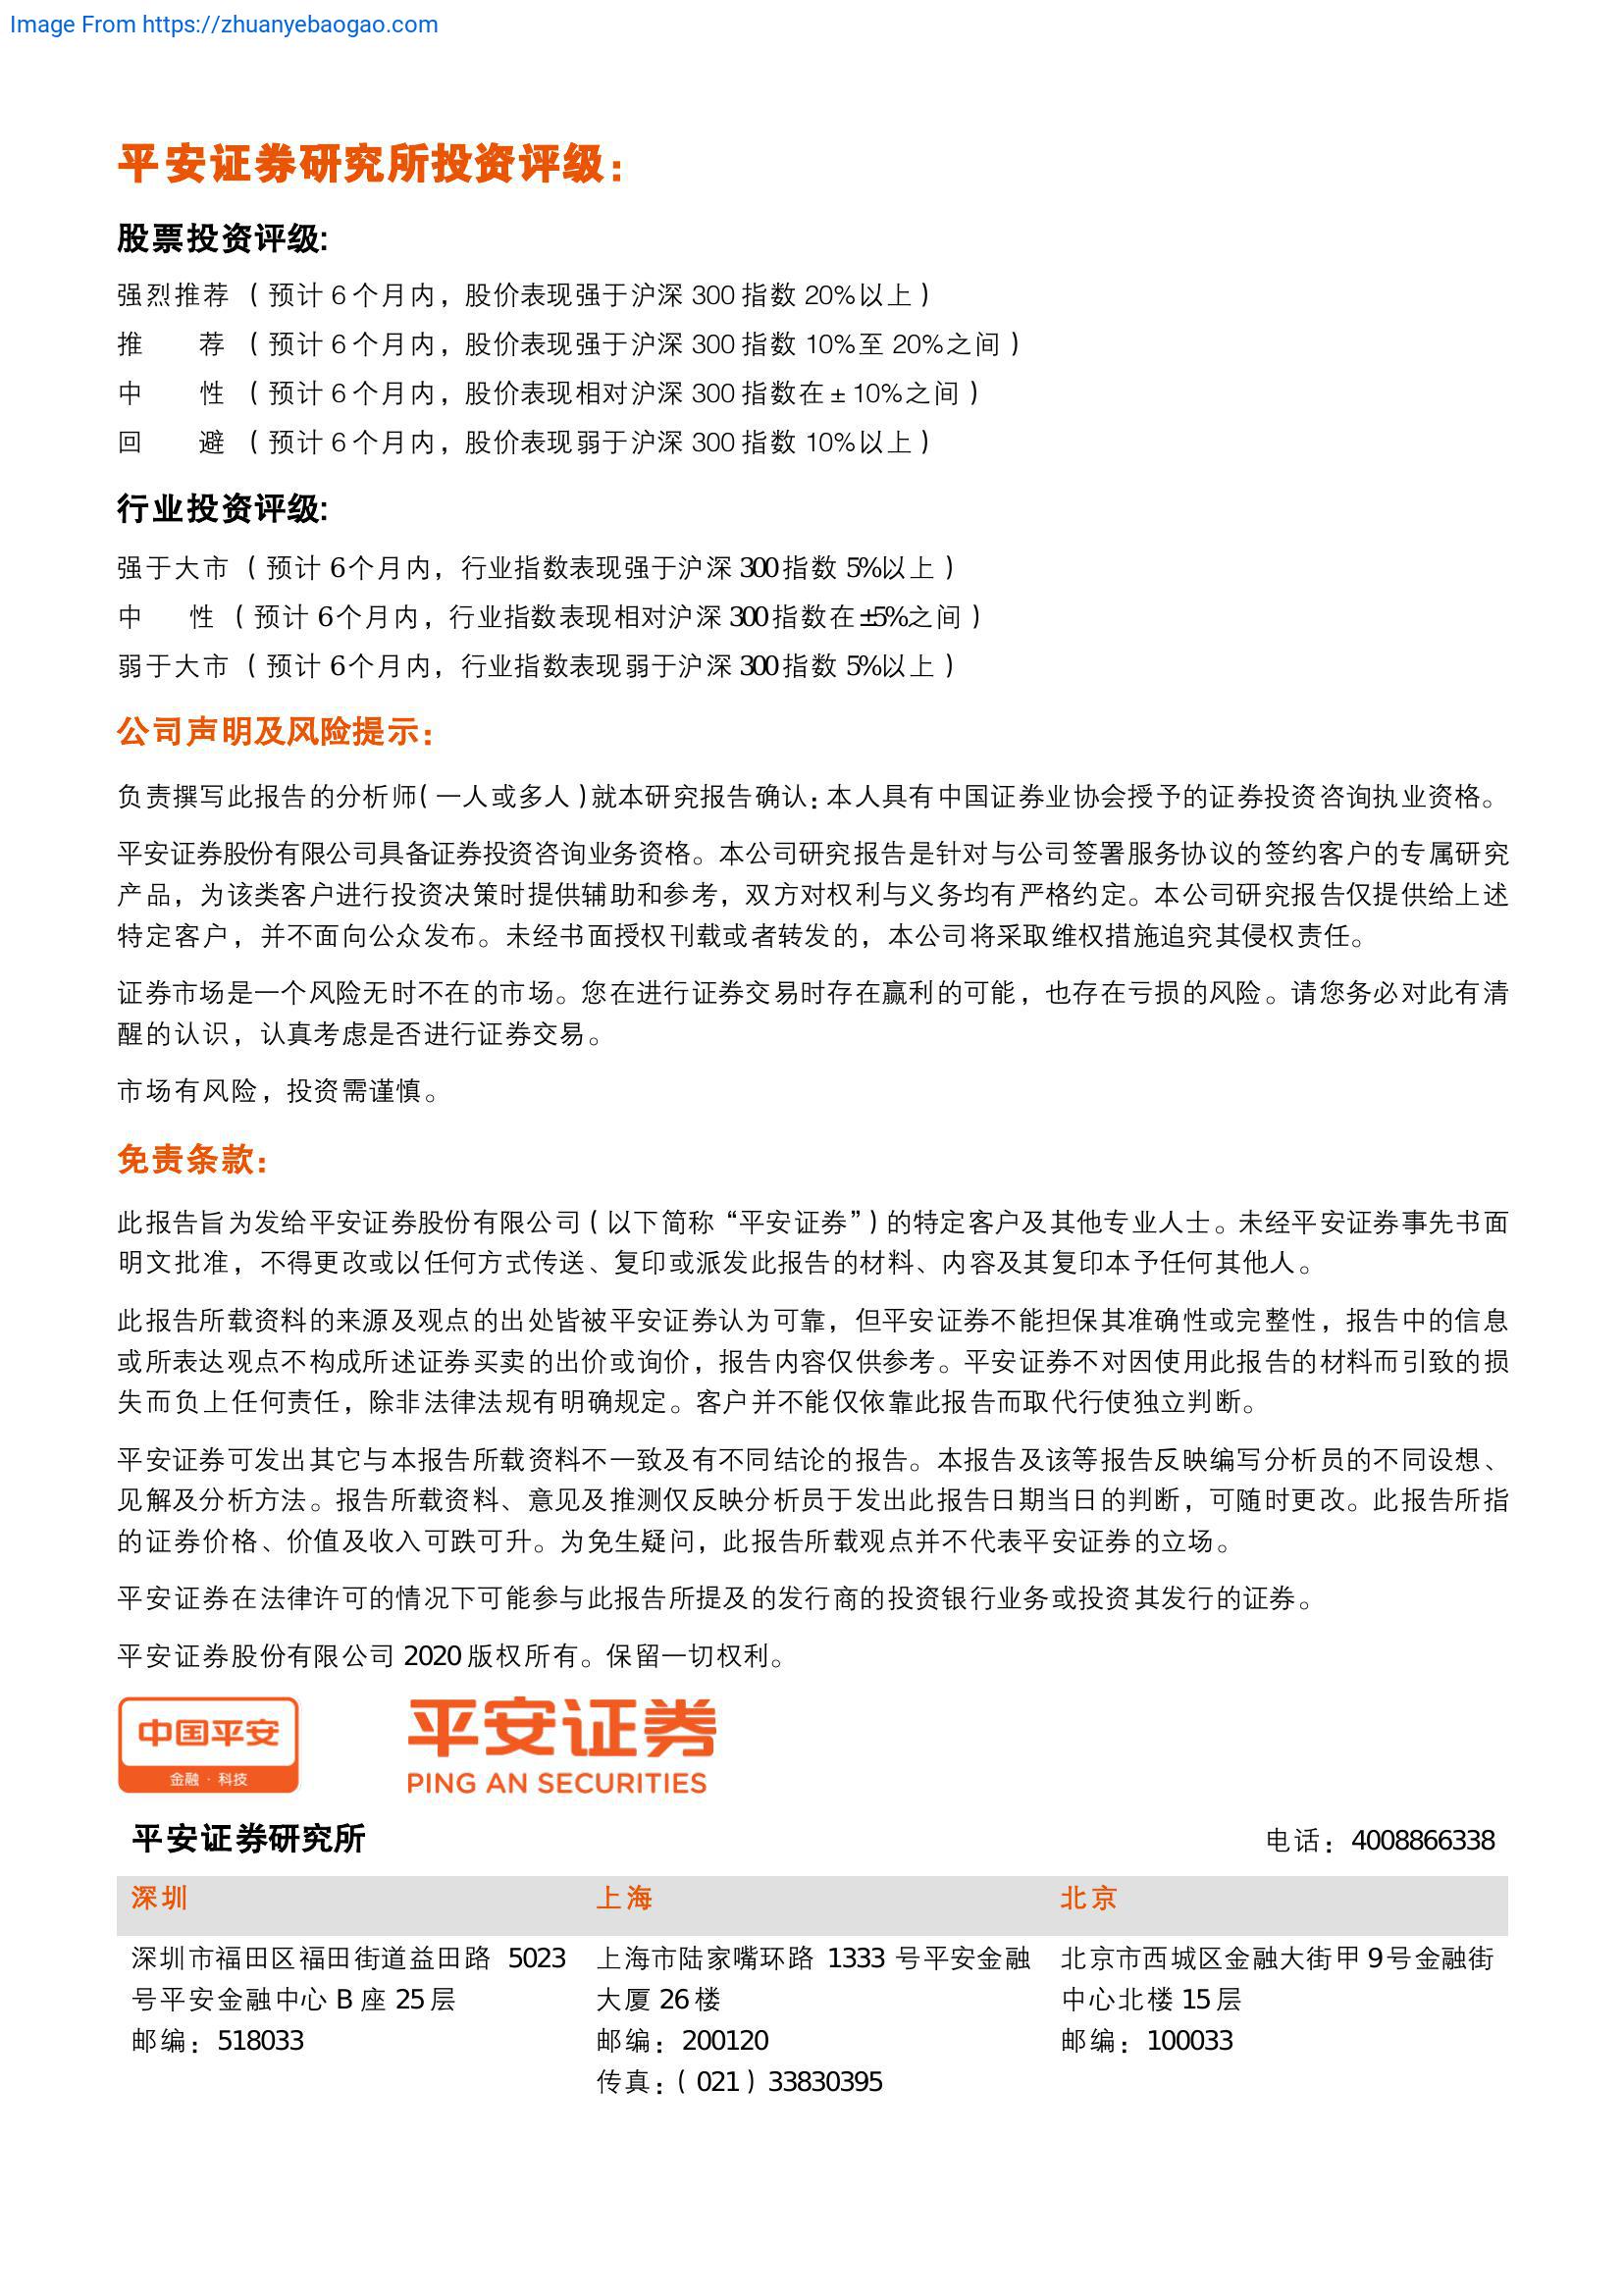 Image From https://zhuanyebaogao.com
平安证券研究所投资评级：
股票投资评级:
强烈推荐（预计 6 个月内，股价表现强于沪深 300 指数 20%以上）
推　　荐（预计 6 个月内，股价表现强于沪深 300 指数 10%至 20%之间）
中　　性（预计 6 个月内，股价表现相对沪深 300 指数在 ± 10%之间）
回　　避（预计 6 个月内，股价表现弱于沪深 300 指数 10%以上）
行业投资评级:
强于大市（预计 6 个月内，行业指数表现强于沪深 300 指数 5%以上）
中　　性（预计 6 个月内，行业指数表现相对沪深 300 指数在±5%之间）
弱于大市（预计 6 个月内，行业指数表现弱于沪深 300 指数 5%以上）
公司声明及风险提示：
负责撰写此报告的分析师（一人或多人）就本研究报告确认：本人具有中国证券业协会授予的证券投资咨询执业资格。
平安证券股份有限公司具备证券投资咨询业务资格。本公司研究报告是针对与公司签署服务协议的签约客户的专属研究
产品，为该类客户进行投资决策时提供辅助和参考，双方对权利与义务均有严格约定。本公司研究报告仅提供给上述
特定客户，并不面向公众发布。未经书面授权刊载或者转发的，本公司将采取维权措施追究其侵权责任。
证券市场是一个风险无时不在的市场。您在进行证券交易时存在赢利的可能，也存在亏损的风险。请您务必对此有清
醒的认识，认真考虑是否进行证券交易。
市场有风险，投资需谨慎。
免责条款：
此报告旨为发给平安证券股份有限公司（以下简称“平安证券”）的特定客户及其他专业人士。未经平安证券事先书面
明文批准，不得更改或以任何方式传送、复印或派发此报告的材料、内容及其复印本予任何其他人。
此报告所载资料的来源及观点的出处皆被平安证券认为可靠，但平安证券不能担保其准确性或完整性，报告中的信息
或所表达观点不构成所述证券买卖的出价或询价，报告内容仅供参考。平安证券不对因使用此报告的材料而引致的损
失而负上任何责任，除非法律法规有明确规定。客户并不能仅依靠此报告而取代行使独立判断。
平安证券可发出其它与本报告所载资料不一致及有不同结论的报告。本报告及该等报告反映编写分析员的不同设想、
见解及分析方法。报告所载资料、意见及推测仅反映分析员于发出此报告日期当日的判断，可随时更改。此报告所指
的证券价格、价值及收入可跌可升。为免生疑问，此报告所载观点并不代表平安证券的立场。
平安证券在法律许可的情况下可能参与此报告所提及的发行商的投资银行业务或投资其发行的证券。
平安证券股份有限公司 2020 版权所有。保留一切权利。
中国平安
金融·科技
平安证券
PING AN SECURITIES
平安证券研究所
电话：4008866338
深圳
上海
北京
深圳市福田区福田街道益田路 5023
号平安金融中心 B 座 25 层
邮编：518033
上海市陆家嘴环路 1333 号平安金融
大厦 26 楼
邮编：200120
传真：（021）33830395
北京市西城区金融大街甲 9 号金融街
中心北楼 15 层
邮编：100033